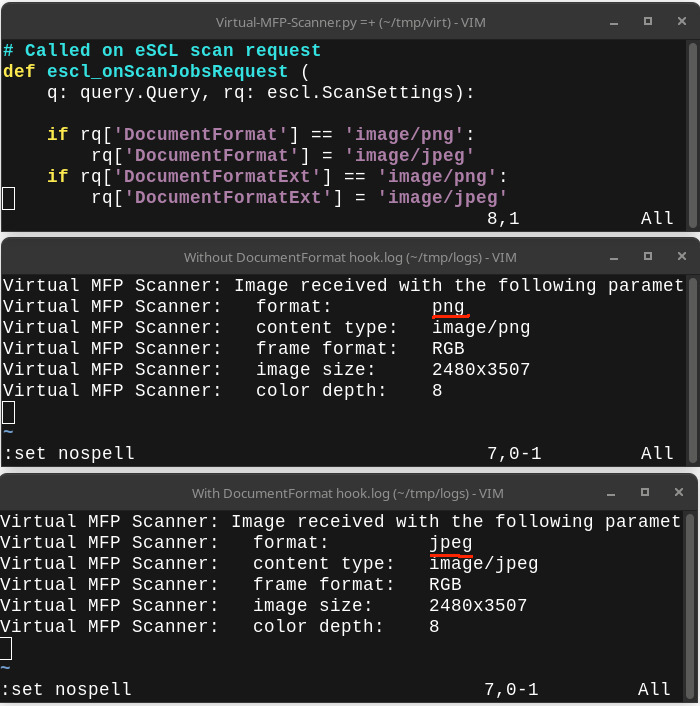 Virtual-MFP-Scanner.py =+ (~/tmp/virt) - VIM
# Called on eSCL scan request
def escl_onScanJobsRequest (
    q: query.Query, rq: escl.ScanSettings):
    if rq['DocumentFormat'] == 'image/png':
        rq['DocumentFormat'] = 'image/jpeg'
    if rq['DocumentFormatExt'] == 'image/png':
        rq['DocumentFormatExt'] = 'image/jpeg'
8,1 All
Without DocumentFormat hook.log (~/tmp/logs) - VIM
Virtual MFP Scanner: Image received with the following paramet
Virtual MFP Scanner:   format:         png
Virtual MFP Scanner:   content type:   image/png
Virtual MFP Scanner:   frame format:   RGB
Virtual MFP Scanner:   image size:     2480x3507
Virtual MFP Scanner:   color depth:    8
~
:set nospell 7,0-1 All
With DocumentFormat hook.log (~/tmp/logs) - VIM
Virtual MFP Scanner: Image received with the following paramet
Virtual MFP Scanner:   format:         jpeg
Virtual MFP Scanner:   content type:   image/jpeg
Virtual MFP Scanner:   frame format:   RGB
Virtual MFP Scanner:   image size:     2480x3507
Virtual MFP Scanner:   color depth:    8
~
:set nospell 7,0-1 All